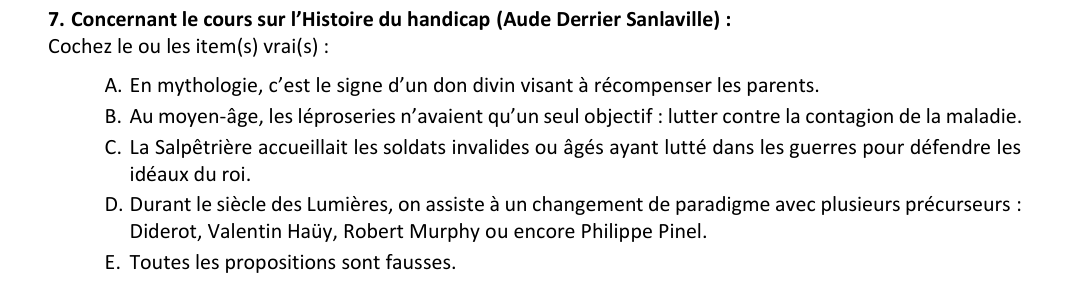 7. Concernant le cours sur l’Histoire du handicap (Aude Derrier Sanlaville) :
Cochez le ou les item(s) vrai(s) :
A. En mythologie, c’est le signe d’un don divin visant à récompenser les parents.
B. Au moyen-âge, les léproseries n’avaient qu’un seul objectif : lutter contre la contagion de la maladie.
C. La Salpêtrière accueillait les soldats invalides ou âgés ayant lutté dans les guerres pour défendre les
idéaux du roi.
D. Durant le siècle des Lumières, on assiste à un changement de paradigme avec plusieurs précurseurs :
Diderot, Valentin Haüy, Robert Murphy ou encore Philippe Pinel.
E. Toutes les propositions sont fausses.